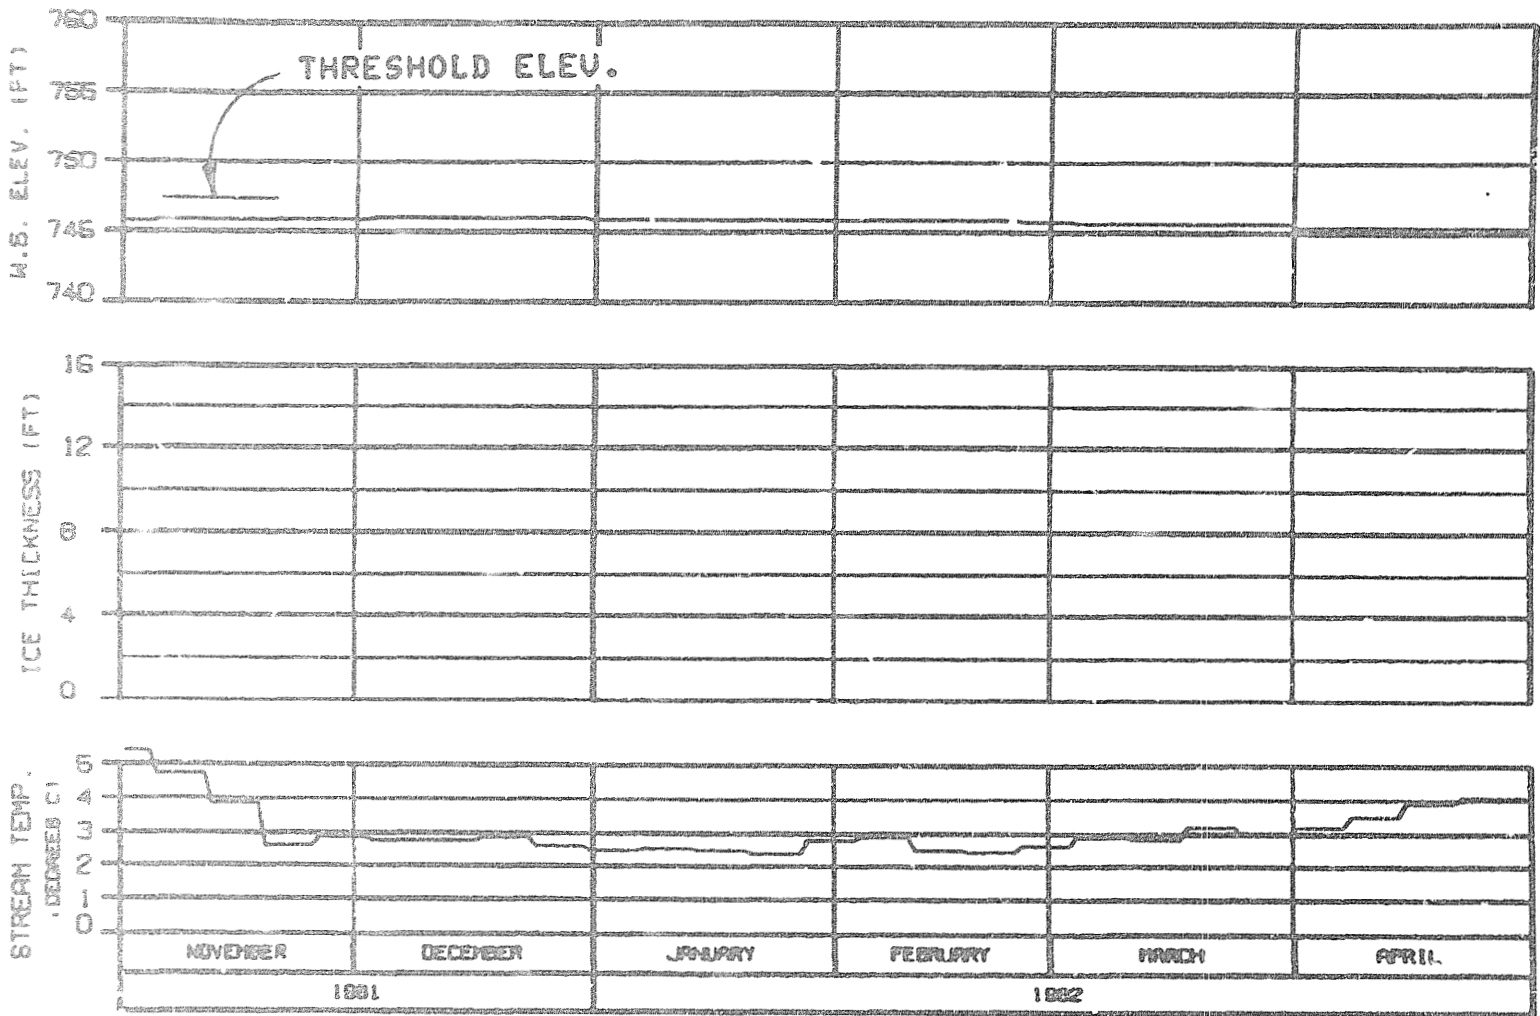 760
THRESHOLD ELEV.
755
750
745
740
W.S. ELEV. (FT)
16
12
8
4
0
ICE THICKNESS (FT)
5
4
3
2
1
0
STREAM TEMP.
(DEGREES C)
NOVEMBER DECEMBER JANUARY FEBRUARY MARCH APRIL
1981 1982